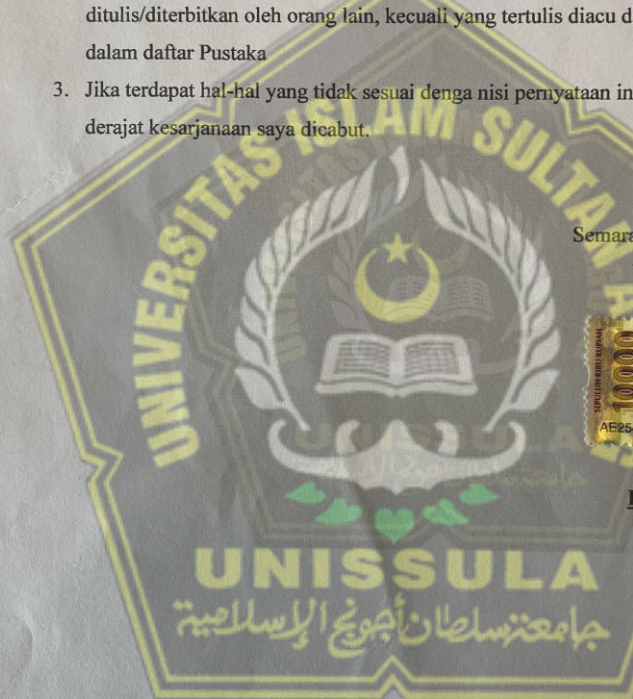 ditulis/diterbitkan oleh orang lain, kecuali yang tertulis diacu d
dalam daftar Pustaka
3. Jika terdapat hal-hal yang tidak sesuai denga nisi pernyataan in
derajat kesarjanaan saya dicabut.
UNIVERSITAS ISLAM SULTAN A
Semara
SEPULUH RIBU RUPIAH
10000
AE25
UNISSULA
جامعة سلطان أجونج الإسلامية